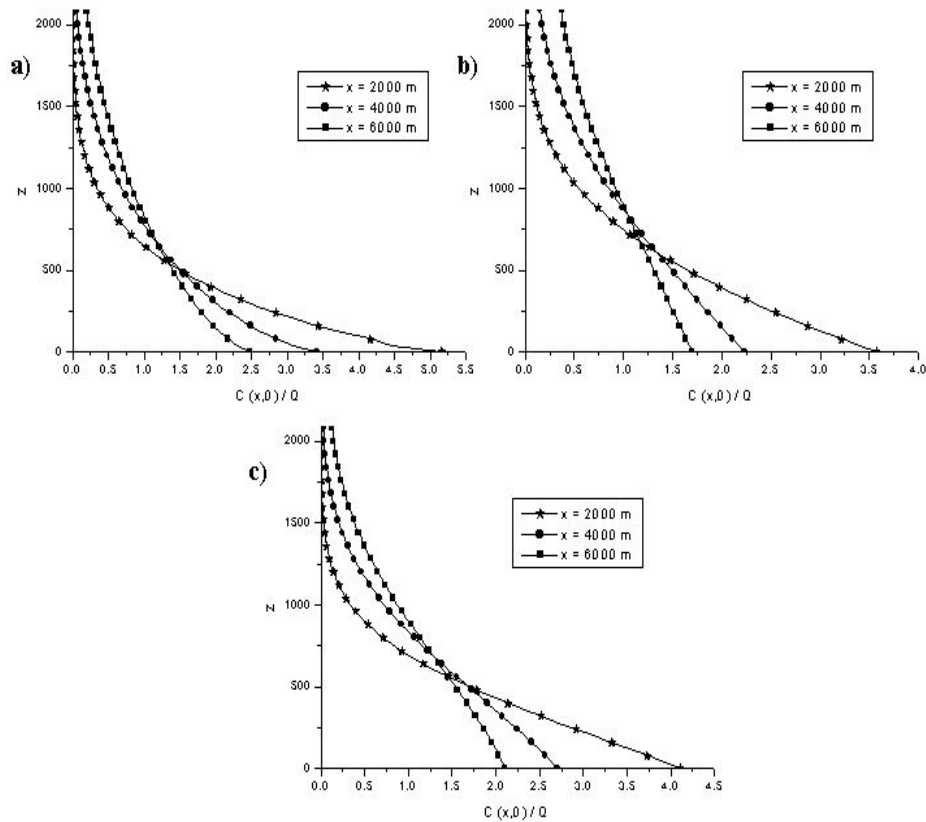 a)
2000
1500
1000
500
0
z
0.0 0.5 1.0 1.5 2.0 2.5 3.0 3.5 4.0 4.5 5.0 5.5
C (x,0) / Q
x = 2000 m
x = 4000 m
x = 6000 m
b)
2000
1500
1000
500
0
z
0.0 0.5 1.0 1.5 2.0 2.5 3.0 3.5 4.0
C (x,0) / Q
x = 2000 m
x = 4000 m
x = 6000 m
c)
2000
1500
1000
500
0
z
0.0 0.5 1.0 1.5 2.0 2.5 3.0 3.5 4.0 4.5
C (x,0) / Q
x = 2000 m
x = 4000 m
x = 6000 m